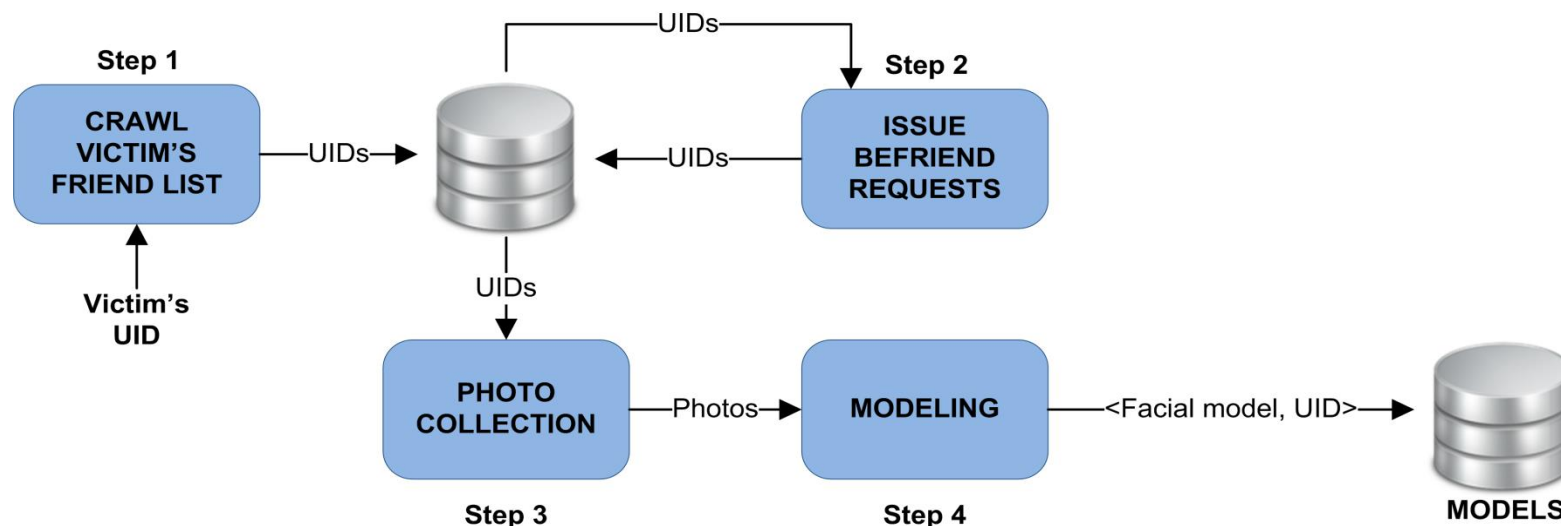 UIDs
Step 1
Step 2
CRAWL
VICTIM'S
FRIEND LIST
UIDs
UIDs
ISSUE
BEFRIEND
REQUESTS
Victim's
UID
UIDs
PHOTO
COLLECTION
Photos
MODELING
<Facial model, UID>
Step 3
Step 4
MODELS